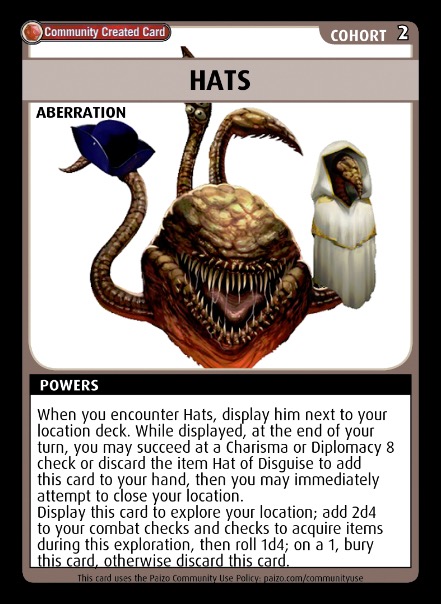 Community Created Card
COHORT 2
HATS
ABERRATION
POWERS
When you encounter Hats, display him next to your
location deck. While displayed, at the end of your
turn, you may succeed at a Charisma or Diplomacy 8
check or discard the item Hat of Disguise to add
this card to your hand, then you may immediately
attempt to close your location.
Display this card to explore your location; add 2d4
to your combat checks and checks to acquire items
during this exploration, then roll 1d4; on a 1, bury
this card, otherwise discard this card.
This card uses the Paizo Community Use Policy: paizo.com/communityuse